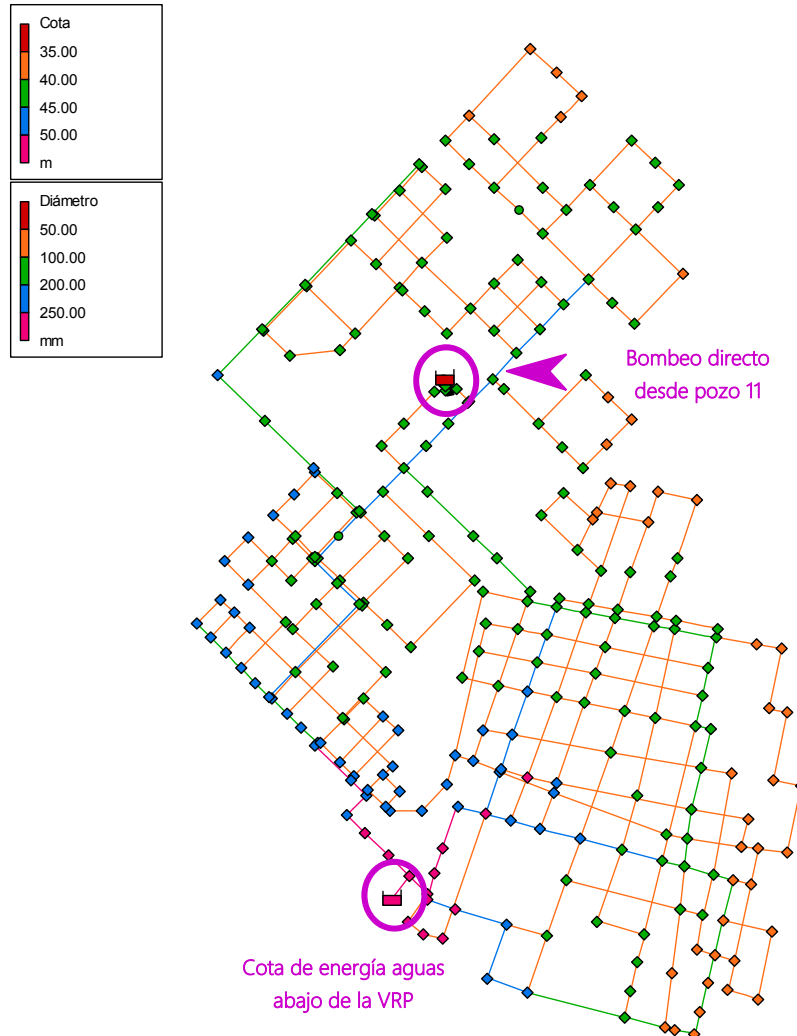 Cota
35.00
40.00
45.00
50.00
m
Diámetro
50.00
100.00
200.00
250.00
mm
Bombeo directo
desde pozo 11
Cota de energía aguas
abajo de la VRP